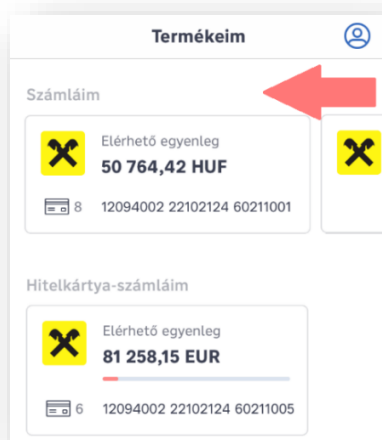 Termékeim
Számláim
Elérhető egyenleg
50 764,42 HUF
8 12094002 22102124 60211001
Hitelkártya-számláim
Elérhető egyenleg
81 258,15 EUR
6 12094002 22102124 60211005